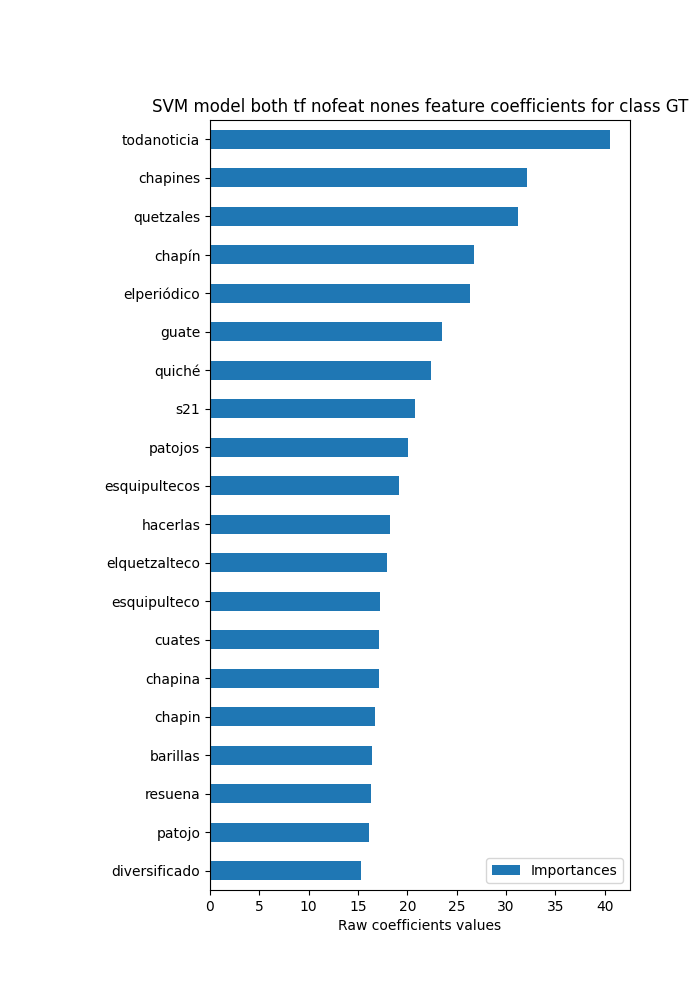 SVM model both tf nofeat nones feature coefficients for class GT
todanoticia
chapines
quetzales
chapín
elperiódico
guate
quiché
s21
patojos
esquipultecos
hacerlas
elquetzalteco
esquipulteco
cuates
chapina
chapin
barillas
resuena
patojo
diversificado
Importances
0 5 10 15 20 25 30 35 40
Raw coefficients values